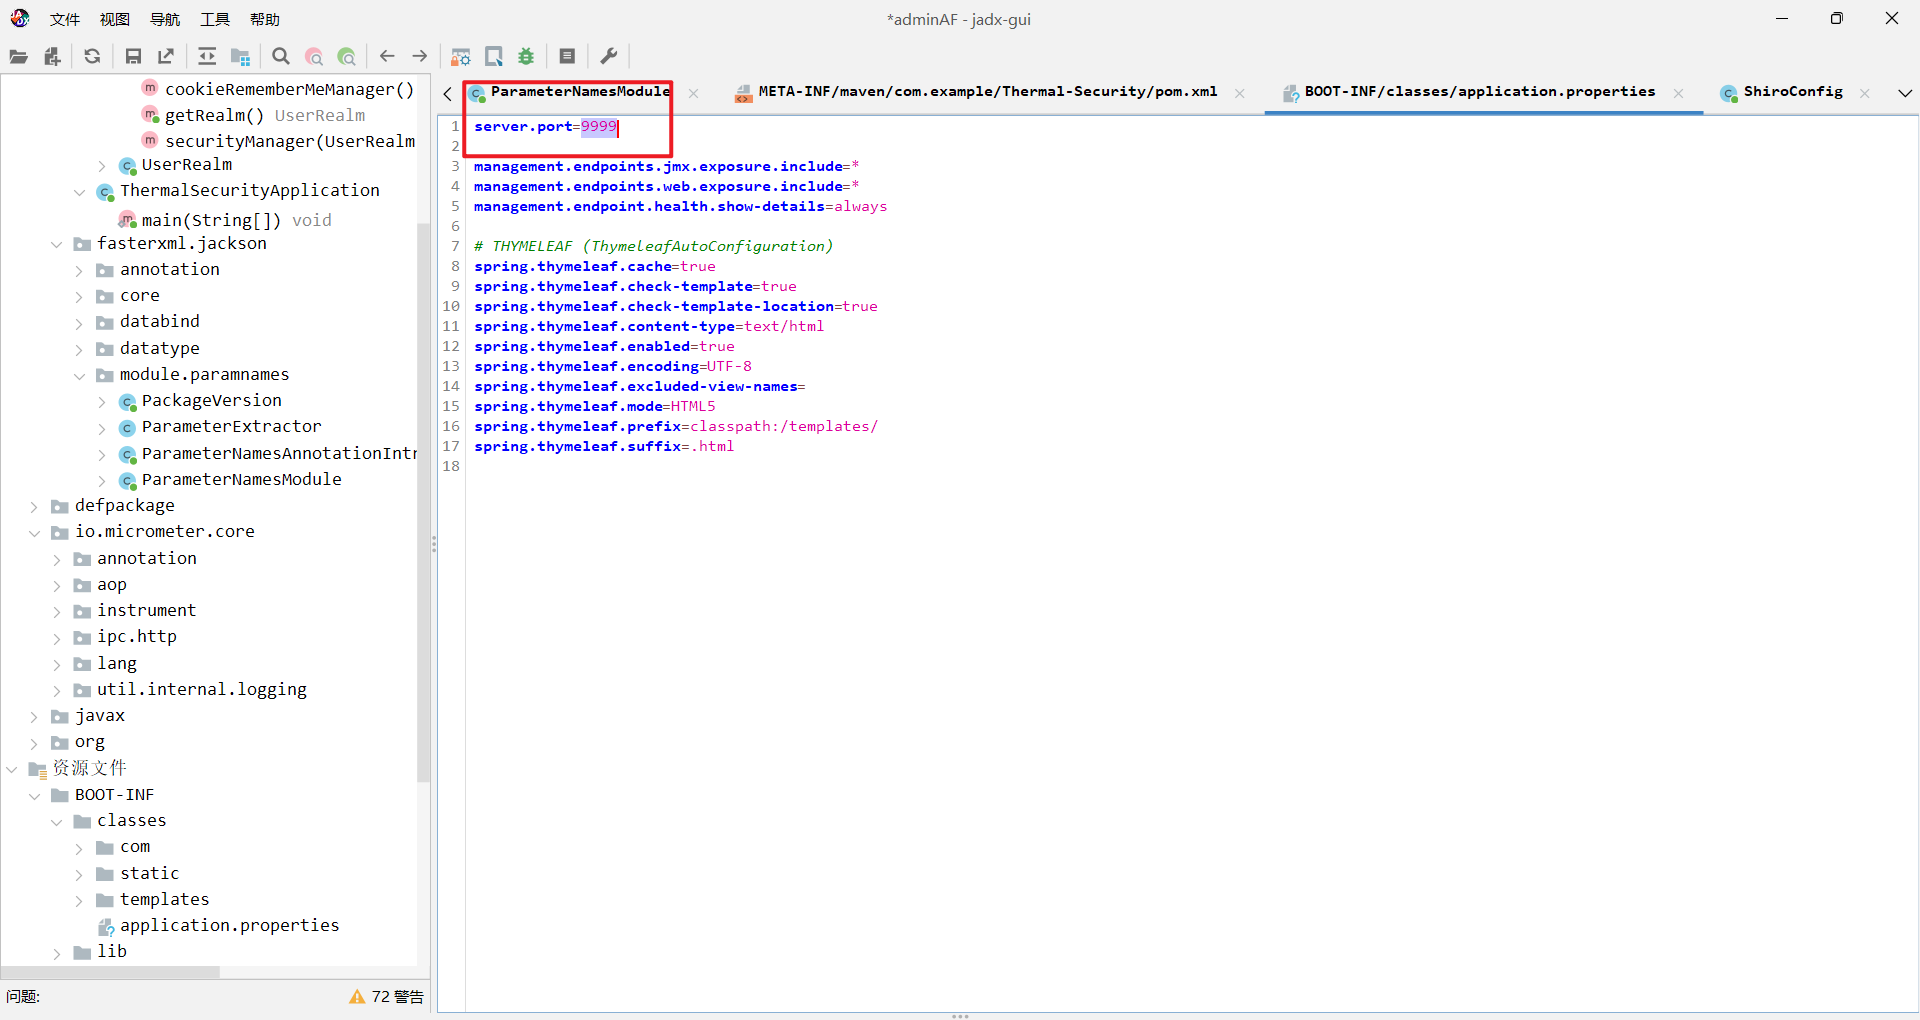 *adminAF - jadx-gui
文件 视图 导航 工具 帮助
cookieRememberMeManager()
getRealm() UserRealm
securityManager(UserRealm
UserRealm
ThermalSecurityApplication
main(String[]) void
fasterxml.jackson
annotation
core
databind
datatype
module.paramnames
PackageVersion
ParameterExtractor
ParameterNamesAnnotationIntr
ParameterNamesModule
defpackage
io.micrometer.core
annotation
aop
instrument
ipc.http
lang
util.internal.logging
javax
org
资源文件
BOOT-INF
classes
com
static
templates
application.properties
lib
问题:
72 警告
ParameterNamesModule
META-INF/maven/com.example/Thermal-Security/pom.xml
BOOT-INF/classes/application.properties
ShiroConfig
1 server.port=9999
2
3 management.endpoints.jmx.exposure.include=*
4 management.endpoints.web.exposure.include=*
5 management.endpoint.health.show-details=always
6
7 # THYMELEAF (ThymeleafAutoConfiguration)
8 spring.thymeleaf.cache=true
9 spring.thymeleaf.check-template=true
10 spring.thymeleaf.check-template-location=true
11 spring.thymeleaf.content-type=text/html
12 spring.thymeleaf.enabled=true
13 spring.thymeleaf.encoding=UTF-8
14 spring.thymeleaf.excluded-view-names=
15 spring.thymeleaf.mode=HTML5
16 spring.thymeleaf.prefix=classpath:/templates/
17 spring.thymeleaf.suffix=.html
18